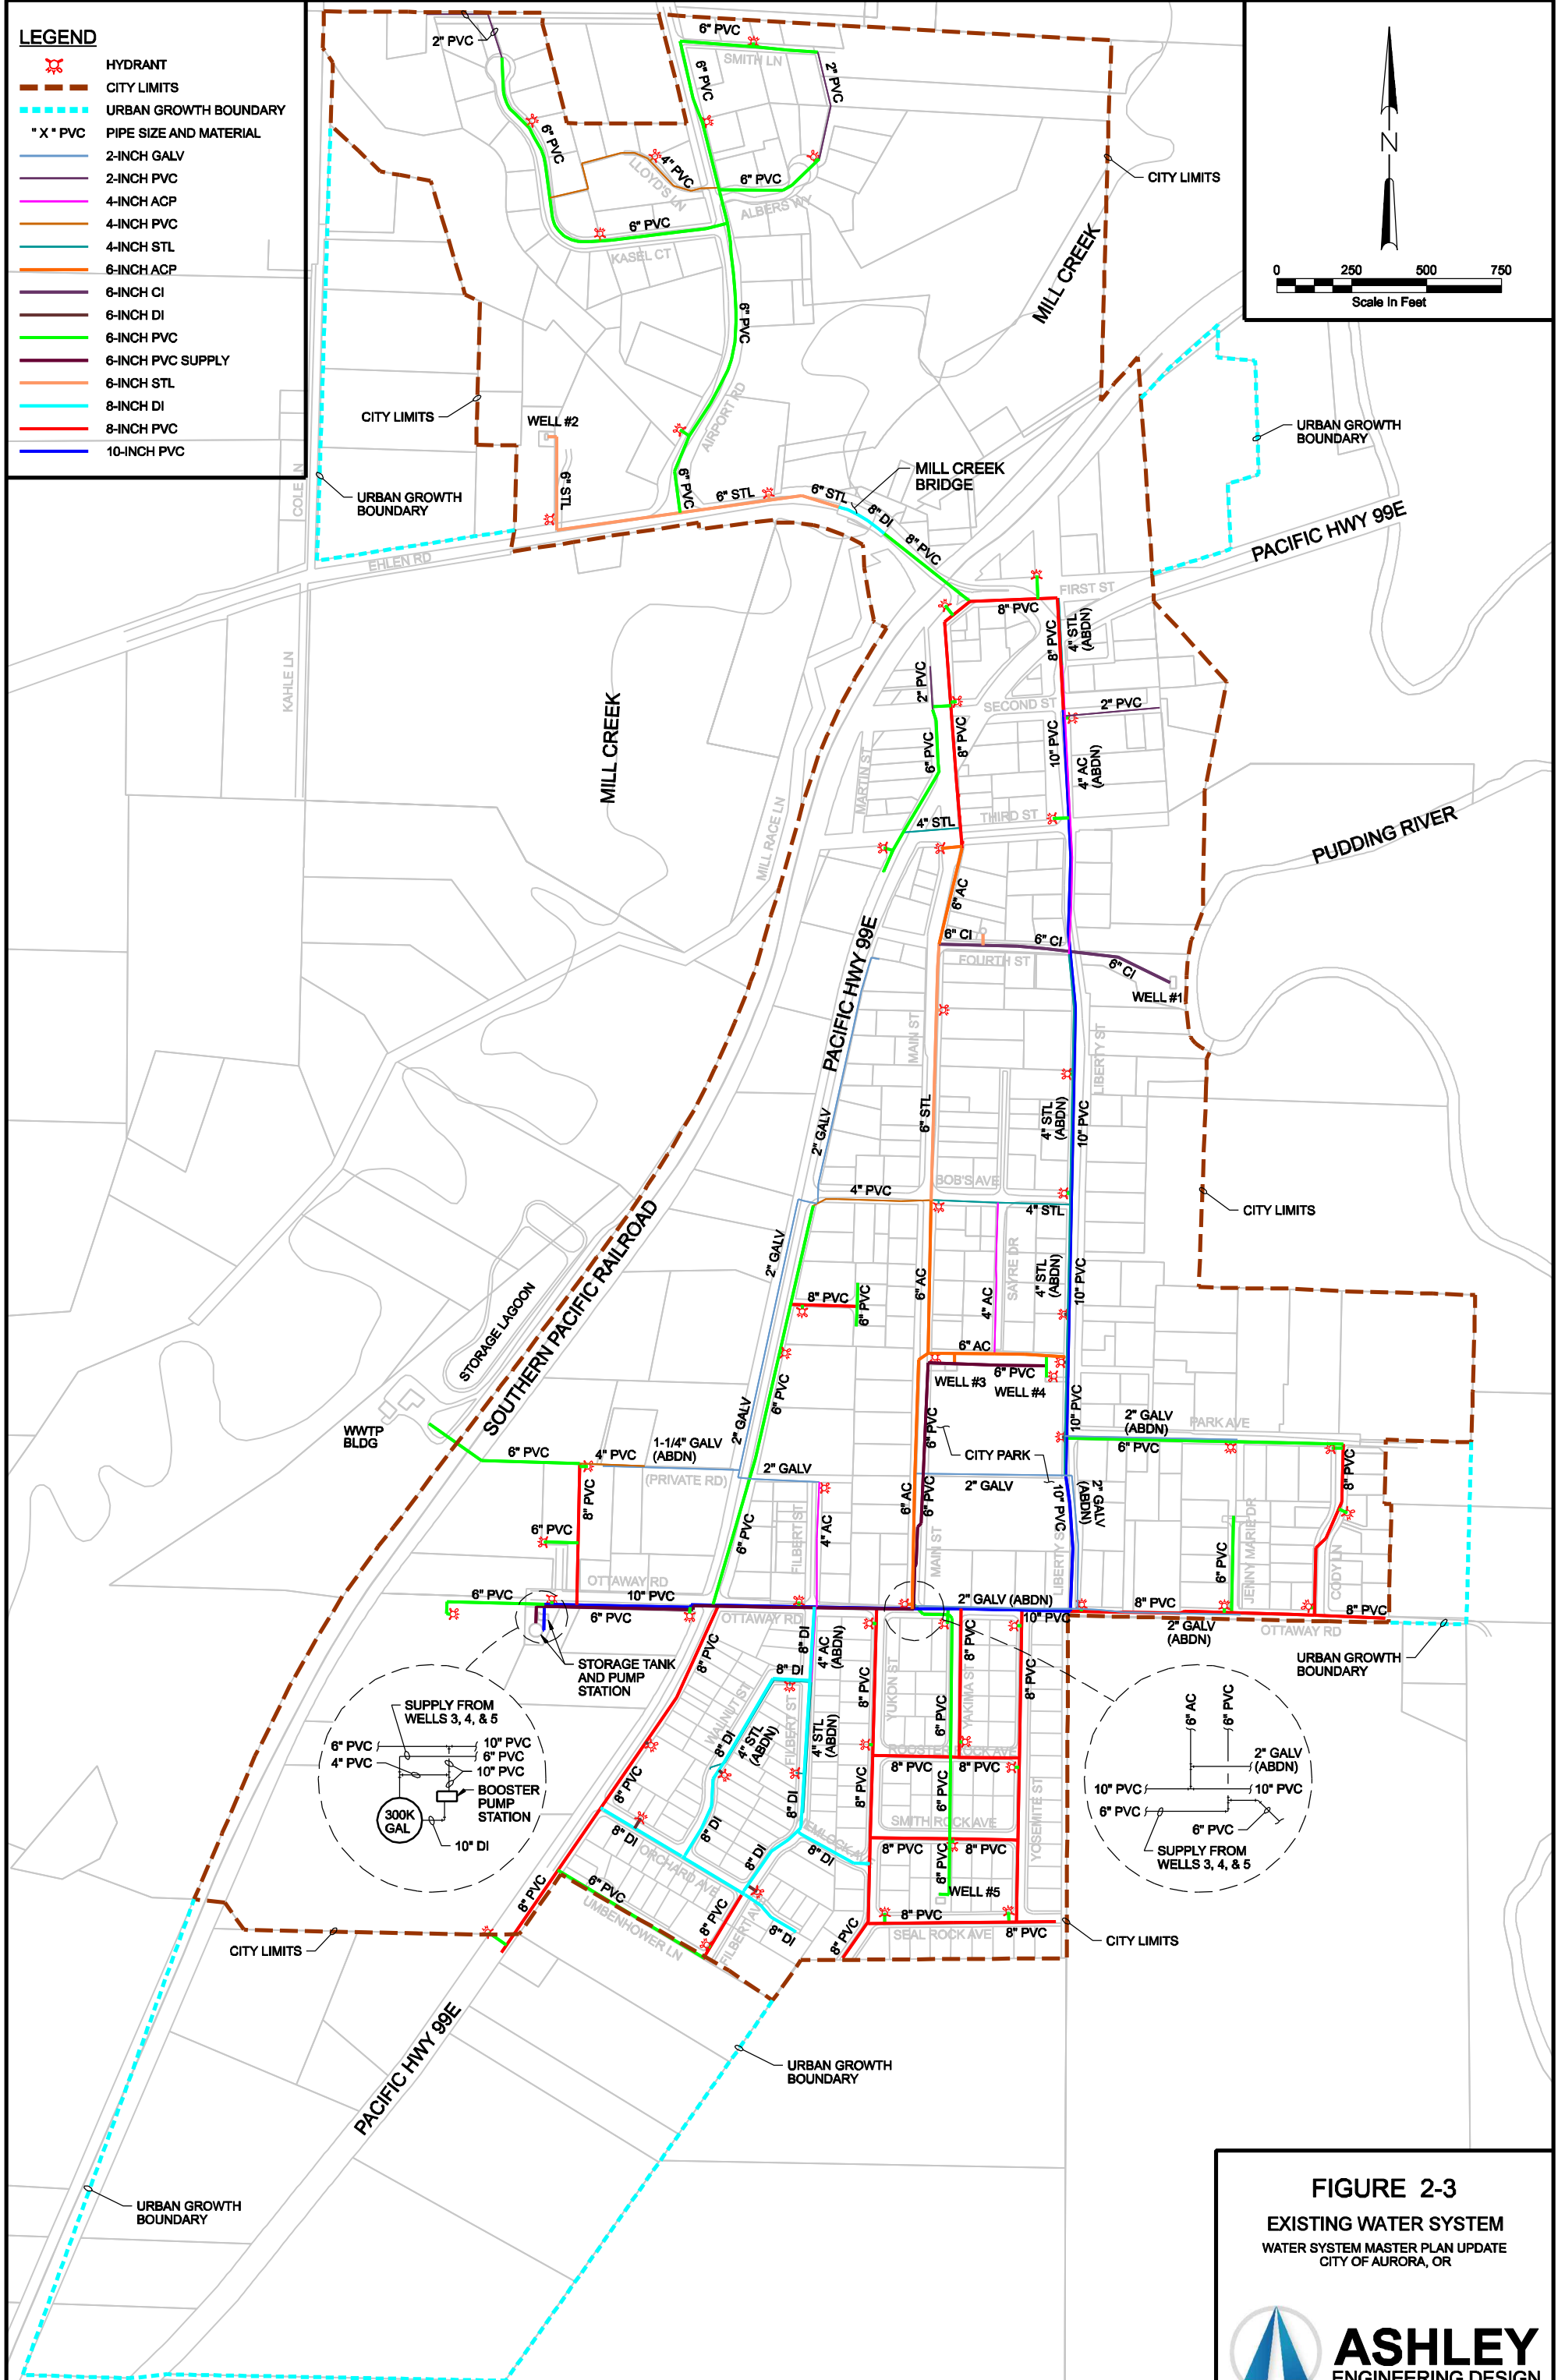 LEGEND
HYDRANT
CITY LIMITS
URBAN GROWTH BOUNDARY
" X " PVC PIPE SIZE AND MATERIAL
2-INCH GALV
2-INCH PVC
4-INCH ACP
4-INCH PVC
4-INCH STL
6-INCH ACP
6-INCH CI
6-INCH DI
6-INCH PVC
6-INCH PVC SUPPLY
6-INCH STL
8-INCH DI
8-INCH PVC
10-INCH PVC
N
0 250 500 750
Scale In Feet
2" PVC
6" PVC
SMITH LN
6" PVC
2" PVC
6" PVC
4" PVC
LLOYD'S LN
6" PVC
ALBERS WY
6" PVC
KASEL CT
CITY LIMITS
MILL CREEK
6" PVC
AIRPORT RD
CITY LIMITS
WELL #2
COLE LN
URBAN GROWTH
BOUNDARY
6" STL
6" PVC
6" STL
6" STL
MILL CREEK
BRIDGE
8" DI
8" PVC
URBAN GROWTH
BOUNDARY
PACIFIC HWY 99E
EHLEN RD
FIRST ST
8" PVC
8" PVC
4" STL
(ABDN)
KAHLE LN
MILL CREEK
2" PVC
SECOND ST
2" PVC
6" PVC
8" PVC
10" PVC
4" AC
(ABDN)
MARTIN ST
MILL RACE LN
4" STL
THIRD ST
PUDDING RIVER
6" AC
PACIFIC HWY 99E
6" CI
6" CI
6" CI
FOURTH ST
WELL #1
MAIN ST
LIBERTY ST
2" GALV
6" STL
4" STL
(ABDN)
10" PVC
BOB'S AVE
4" PVC
4" STL
CITY LIMITS
2" GALV
SAYRE DR
6" AC
4" AC
4" STL
(ABDN)
10" PVC
8" PVC
6" PVC
STORAGE LAGOON
SOUTHERN PACIFIC RAILROAD
6" AC
6" PVC
WELL #3
WELL #4
6" PVC
2" GALV
6" PVC
10" PVC
2" GALV
(ABDN)
PARK AVE
6" PVC
WWTP
BLDG
6" PVC
4" PVC
1-1/4" GALV
(ABDN)
(PRIVATE RD)
2" GALV
CITY PARK
2" GALV
8" PVC
8" PVC
6" PVC
6" PVC
FILBERT ST
4" AC
6" AC
6" PVC
MAIN ST
10" PVC
LIBERTY ST
2" GALV
(ABDN)
6" PVC
JENNY MARIE DR
CODY LN
OTTAWAY RD
6" PVC
10" PVC
6" PVC
OTTAWAY RD
2" GALV (ABDN)
10" PVC
8" PVC
8" PVC
2" GALV
(ABDN)
OTTAWAY RD
URBAN GROWTH
BOUNDARY
STORAGE TANK
AND PUMP
STATION
8" PVC
8" DI
4" AC
(ABDN)
8" DI
WALNUT ST
FILBERT ST
8" DI
4" STL
(ABDN)
4" STL
(ABDN)
8" PVC
YUKON ST
6" PVC
8" PVC
YAKIMA ST
8" PVC
ROOSTER ROCK AVE
8" PVC
8" PVC
SMITH ROCK AVE
8" PVC
6" PVC
YOSEMITE ST
8" PVC
8" DI
8" DI
8" DI
ORCHARD AVE
8" DI
HEMLOCK AVE
8" DI
8" PVC
8" PVC
6" PVC
WELL #5
8" PVC
6" PVC
UMBENHOWER LN
8" PVC
FILBERT AVE
8" DI
8" PVC
8" PVC
SEAL ROCK AVE
8" PVC
CITY LIMITS
CITY LIMITS
SUPPLY FROM
WELLS 3, 4, & 5
6" PVC
4" PVC
10" PVC
6" PVC
10" PVC
BOOSTER
PUMP
STATION
300K
GAL
10" DI
6" AC
6" PVC
2" GALV
(ABDN)
10" PVC
10" PVC
6" PVC
6" PVC
SUPPLY FROM
WELLS 3, 4, & 5
PACIFIC HWY 99E
URBAN GROWTH
BOUNDARY
URBAN GROWTH
BOUNDARY
FIGURE 2-3
EXISTING WATER SYSTEM
WATER SYSTEM MASTER PLAN UPDATE
CITY OF AURORA, OR
ASHLEY
ENGINEERING DESIGN